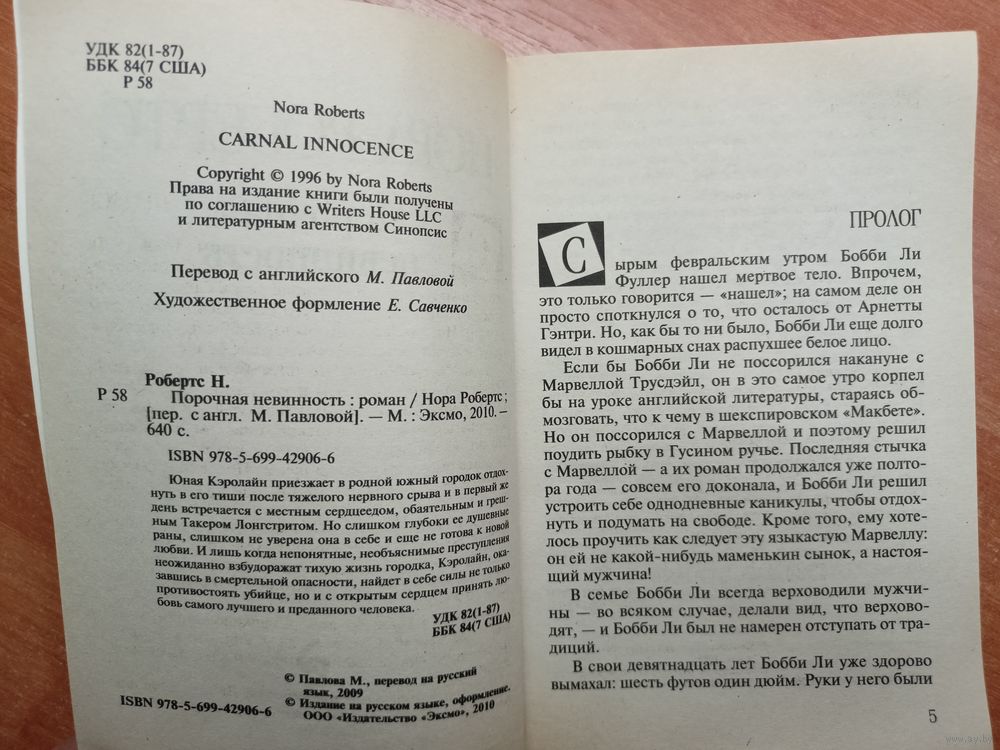 УДК 82(1-87)
ББК 84(7 США)
Р 58
Nora Roberts
CARNAL INNOCENCE
Copyright © 1996 by Nora Roberts
Права на издание книги были получены
по соглашению с Writers House LLC
и литературным агентством Синопсис
Перевод с английского М. Павловой
Художественное формление Е. Савченко
Робертс Н.
Р 58 Порочная невинность : роман / Нора Робертс ;
[пер. с англ. М. Павловой]. — М. : Эксмо, 2010. –
640 с.
ISBN 978-5-699-42906-6
Юная Кэролайн приезжает в родной южный городок отдох-
нуть в его тиши после тяжелого нервного срыва и в первый же
день встречается с местным сердцеедом, обаятельным и греш-
ным Такером Лонгстритом. Но слишком глубоки ее душевные
раны, слишком не уверена она в себе и еще не готова к новой
любви. И лишь когда непонятные, необъяснимые преступления
неожиданно взбудоражат тихую жизнь городка, Кэролайн, ока-
завшись в смертельной опасности, найдет в себе силы не только
противостоять убийце, но и с открытым сердцем принять лю-
бовь самого лучшего и преданного человека.
УДК 82(1-87)
ББК 84(7 США)
© Павлова М., перевод на русский
язык, 2009
© Издание на русском языке, оформление.
ООО «Издательство «Эксмо», 2010
ISBN 978-5-699-42906-6
ПРОЛОГ
Сырым февральским утром Бобби Ли
Фуллер нашел мертвое тело. Впрочем,
это только говорится — «нашел»; на самом деле он
просто споткнулся о то, что осталось от Арнетты
Гэнтри. Но, как бы то ни было, Бобби Ли еще долго
видел в кошмарных снах распухшее белое лицо.
Если бы Бобби Ли не поссорился накануне с
Марвеллой Трусдэйл, он в это самое утро корпел
бы на уроке английской литературы, стараясь об-
мозговать, что к чему в шекспировском «Макбете».
Но он поссорился с Марвеллой и поэтому решил
поудить рыбку в Гусином ручье. Последняя стычка
с Марвеллой — а их роман продолжался уже полто-
ра года — совсем его доконала, и Бобби Ли решил
устроить себе однодневные каникулы, чтобы отдох-
нуть и подумать на свободе. Кроме того, ему хоте-
лось проучить как следует эту языкастую Марвеллу:
он ей не какой-нибудь маменькин сынок, а настоя-
щий мужчина!
В семье Бобби Ли всегда верховодили мужчи-
ны — во всяком случае, делали вид, что верхово-
дят, — и Бобби Ли был не намерен отступать от тра-
диций.
В свои девятнадцать лет Бобби Ли уже здорово
вымахал: шесть футов один дюйм. Руки у него были
5
www.ay.by